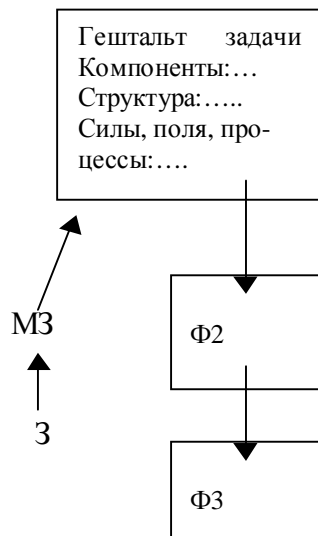 Гештальт задачи
Компоненты:…
Структура:…..
Силы, поля, про-
цессы:….
МЗ
Ф2
З
Ф3